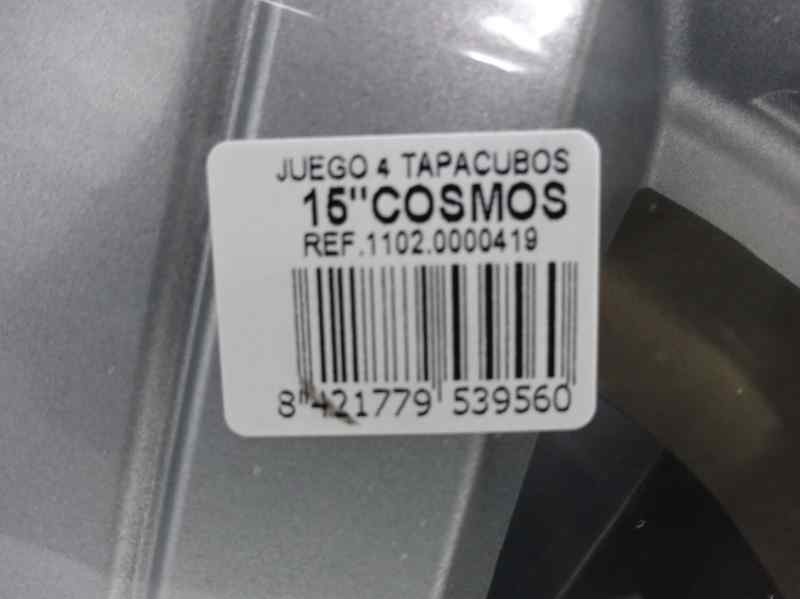 JUEGO 4 TAPACUBOS
15"COSMOS
REF.1102.0000419
8 421779 539560